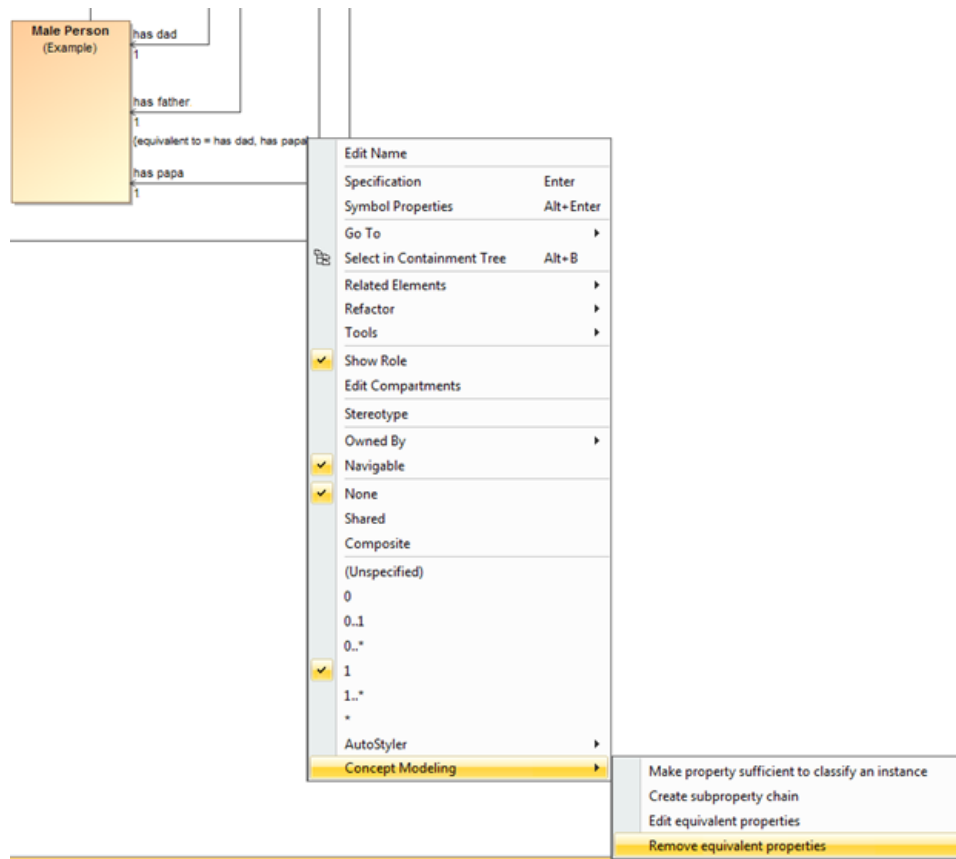 Male Person
(Example)
has dad
1
has father
1
{equivalent to = has dad, has papa
has papa
1
Edit Name
Specification Enter
Symbol Properties Alt+Enter
Go To
Select in Containment Tree Alt+B
Related Elements
Refactor
Tools
Show Role
Edit Compartments
Stereotype
Owned By
Navigable
None
Shared
Composite
(Unspecified)
0
0..1
0..*
1
1..*
*
AutoStyler
Concept Modeling
Make property sufficient to classify an instance
Create subproperty chain
Edit equivalent properties
Remove equivalent properties